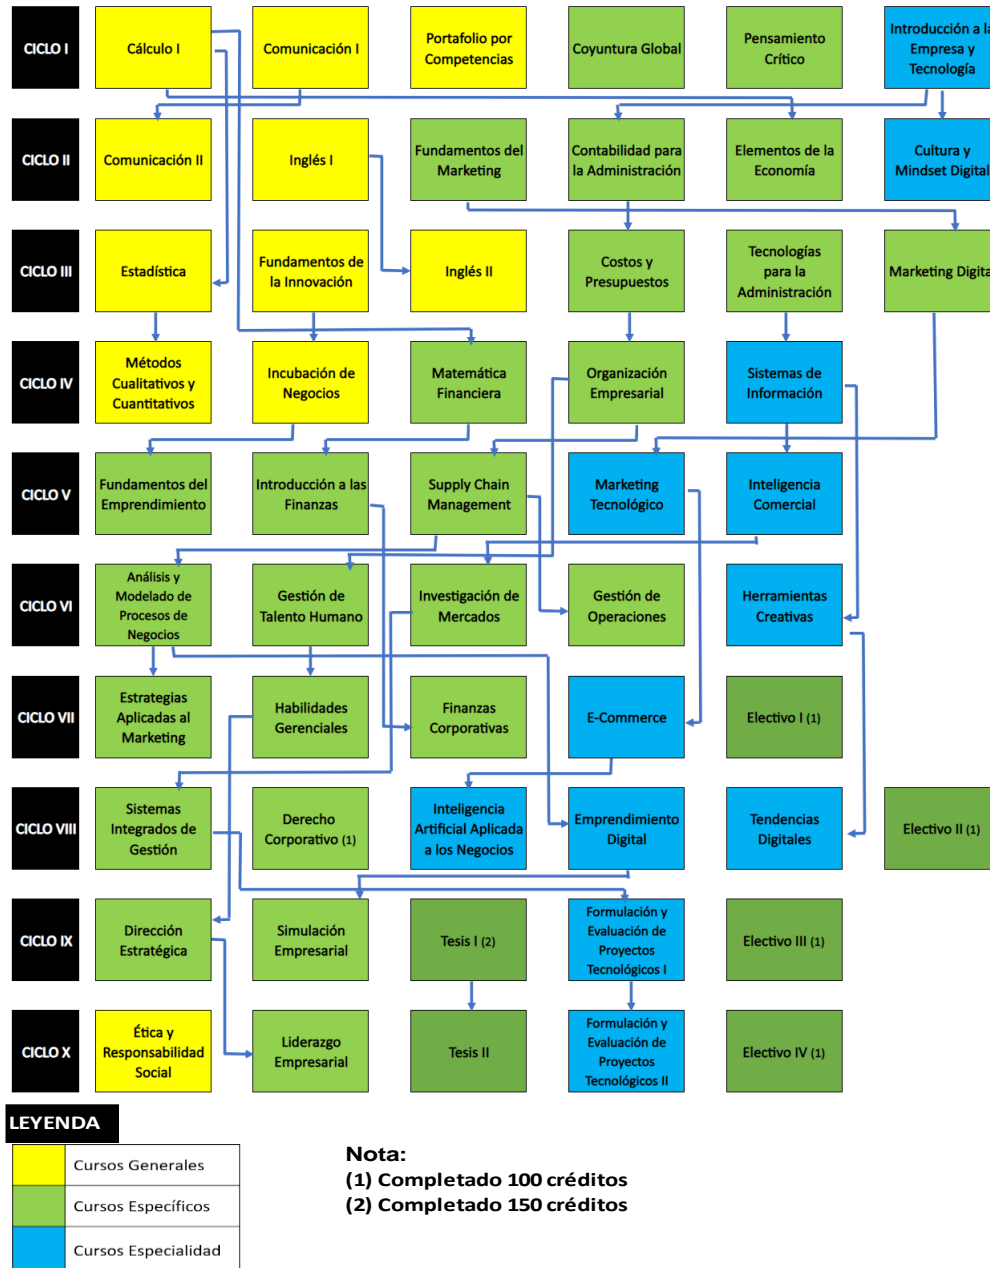 CICLO I
Cálculo I
Comunicación I
Portafolio por
Competencias
Coyuntura Global
Pensamiento
Crítico
Introducción a la
Empresa y
Tecnología
CICLO II
Comunicación II
Inglés I
Fundamentos del
Marketing
Contabilidad para
la Administración
Elementos de la
Economía
Cultura y
Mindset Digital
CICLO III
Estadística
Fundamentos de
la Innovación
Inglés II
Costos y
Presupuestos
Tecnologías
para la
Administración
Marketing Digital
CICLO IV
Métodos
Cualitativos y
Cuantitativos
Incubación de
Negocios
Matemática
Financiera
Organización
Empresarial
Sistemas de
Información
CICLO V
Fundamentos del
Emprendimiento
Introducción a las
Finanzas
Supply Chain
Management
Marketing
Tecnológico
Inteligencia
Comercial
CICLO VI
Análisis y
Modelado de
Procesos de
Negocios
Gestión de
Talento Humano
Investigación de
Mercados
Gestión de
Operaciones
Herramientas
Creativas
CICLO VII
Estrategias
Aplicadas al
Marketing
Habilidades
Gerenciales
Finanzas
Corporativas
E-Commerce
Electivo I (1)
CICLO VIII
Sistemas
Integrados de
Gestión
Derecho
Corporativo (1)
Inteligencia
Artificial Aplicada
a los Negocios
Emprendimiento
Digital
Tendencias
Digitales
Electivo II (1)
CICLO IX
Dirección
Estratégica
Simulación
Empresarial
Tesis I (2)
Formulación y
Evaluación de
Proyectos
Tecnológicos I
Electivo III (1)
CICLO X
Ética y
Responsabilidad
Social
Liderazgo
Empresarial
Tesis II
Formulación y
Evaluación de
Proyectos
Tecnológicos II
Electivo IV (1)
LEYENDA
Cursos Generales
Cursos Específicos
Cursos Especialidad
Nota:
(1) Completado 100 créditos
(2) Completado 150 créditos